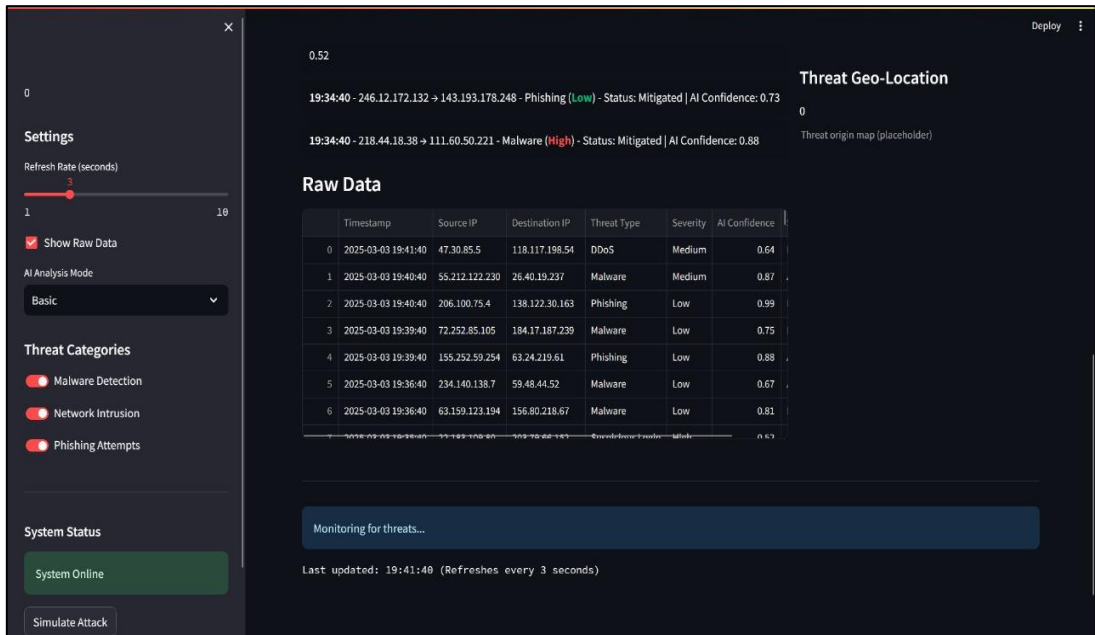 Deploy
0
Settings
Refresh Rate (seconds)
3
1 10
Show Raw Data
AI Analysis Mode
Basic
Threat Categories
Malware Detection
Network Intrusion
Phishing Attempts
System Status
System Online
Simulate Attack
0.52
19:34:40 - 246.12.172.132 → 143.193.178.248 - Phishing (Low) - Status: Mitigated | AI Confidence: 0.73
19:34:40 - 218.44.18.38 → 111.60.50.221 - Malware (High) - Status: Mitigated | AI Confidence: 0.88
Raw Data
Timestamp Source IP Destination IP Threat Type Severity AI Confidence
0 2025-03-03 19:41:40 47.30.85.5 118.117.198.54 DDoS Medium 0.64
1 2025-03-03 19:40:40 55.212.122.230 26.40.19.237 Malware Medium 0.87
2 2025-03-03 19:40:40 206.100.75.4 138.122.30.163 Phishing Low 0.99
3 2025-03-03 19:39:40 72.252.85.105 184.17.187.239 Malware Low 0.75
4 2025-03-03 19:39:40 155.252.59.254 63.24.219.61 Phishing Low 0.88
5 2025-03-03 19:36:40 234.140.138.7 59.48.44.52 Malware Low 0.67
6 2025-03-03 19:36:40 63.159.123.194 156.80.218.67 Malware Low 0.81
Suspicious Login High
Monitoring for threats...
Last updated: 19:41:40 (Refreshes every 3 seconds)
Threat Geo-Location
0
Threat origin map (placeholder)